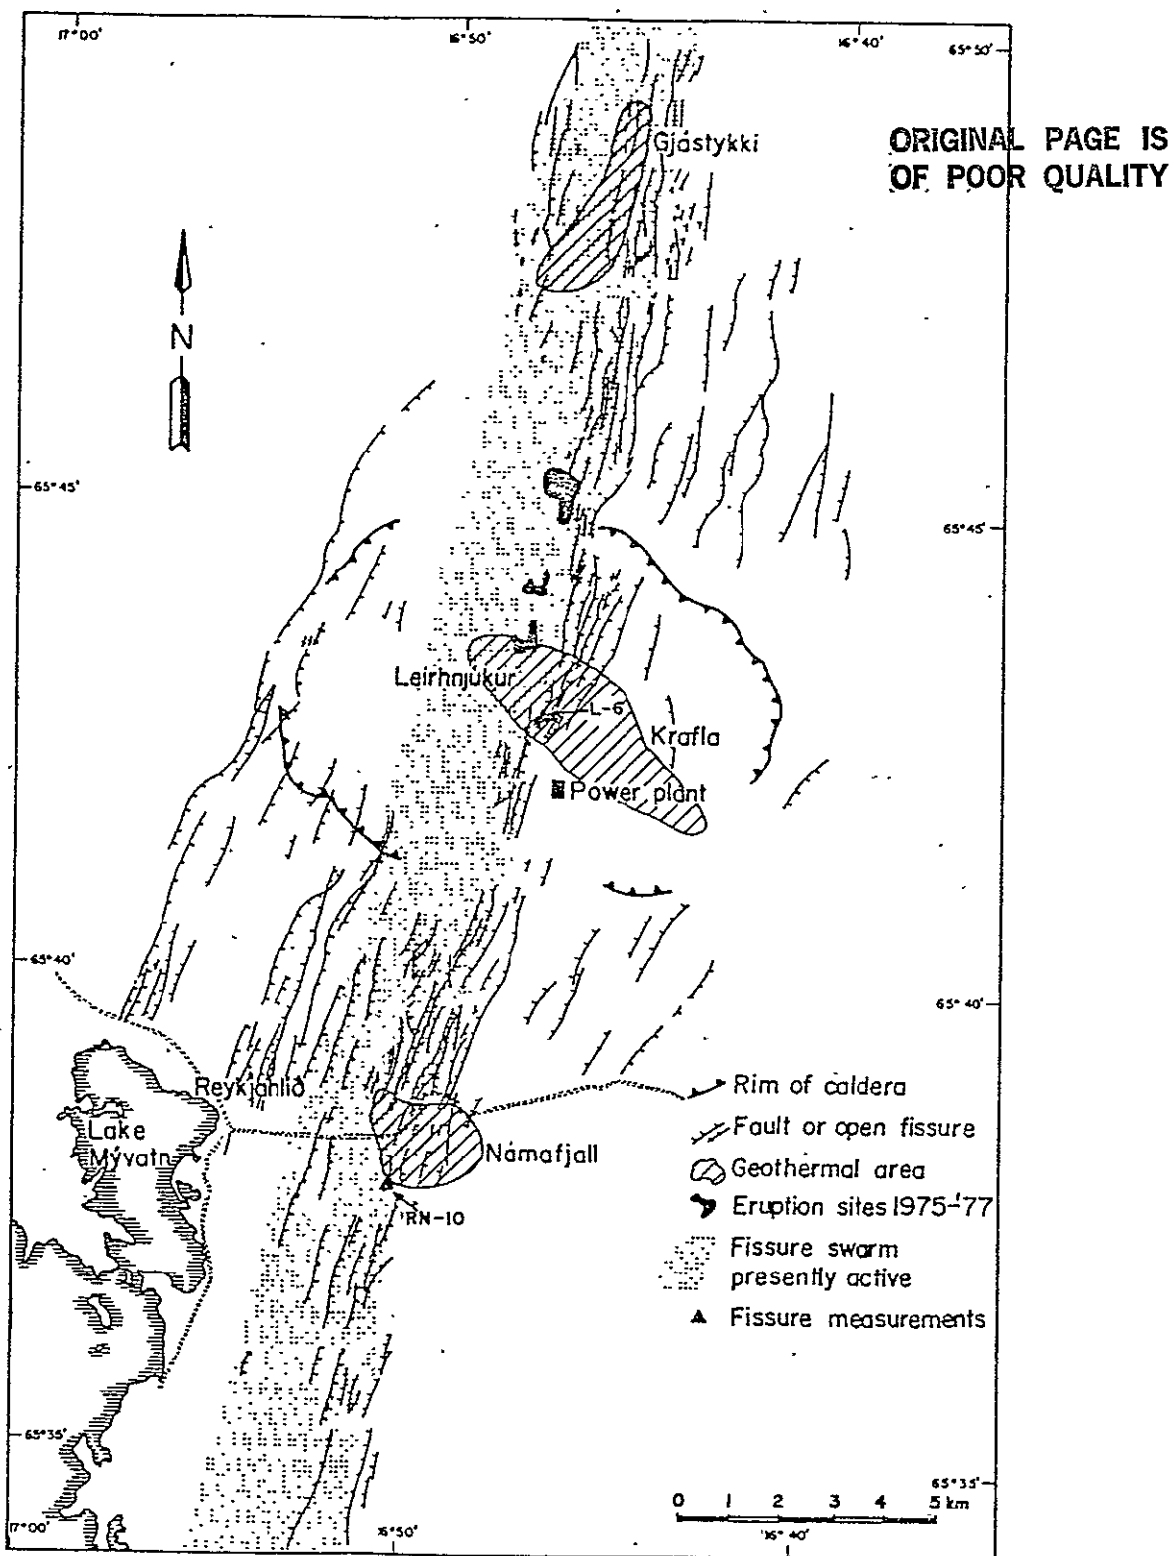 17°00'
16°50'
16°40'
65°50'
ORIGINAL PAGE IS
OF POOR QUALITY
Gjástykki
N
65°45'
65°45'
Leirhnjúkur
L-6
Krafla
Power plant
65°40'
65°40'
Reykjahlið
Lake
Mývatn
Námafjall
RN-10
Rim of caldera
Fault or open fissure
Geothermal area
Eruption sites 1975-'77
Fissure swarm
presently active
Fissure measurements
65°35'
65°35'
0 1 2 3 4 5 km
17°00'
16°50'
16°40'